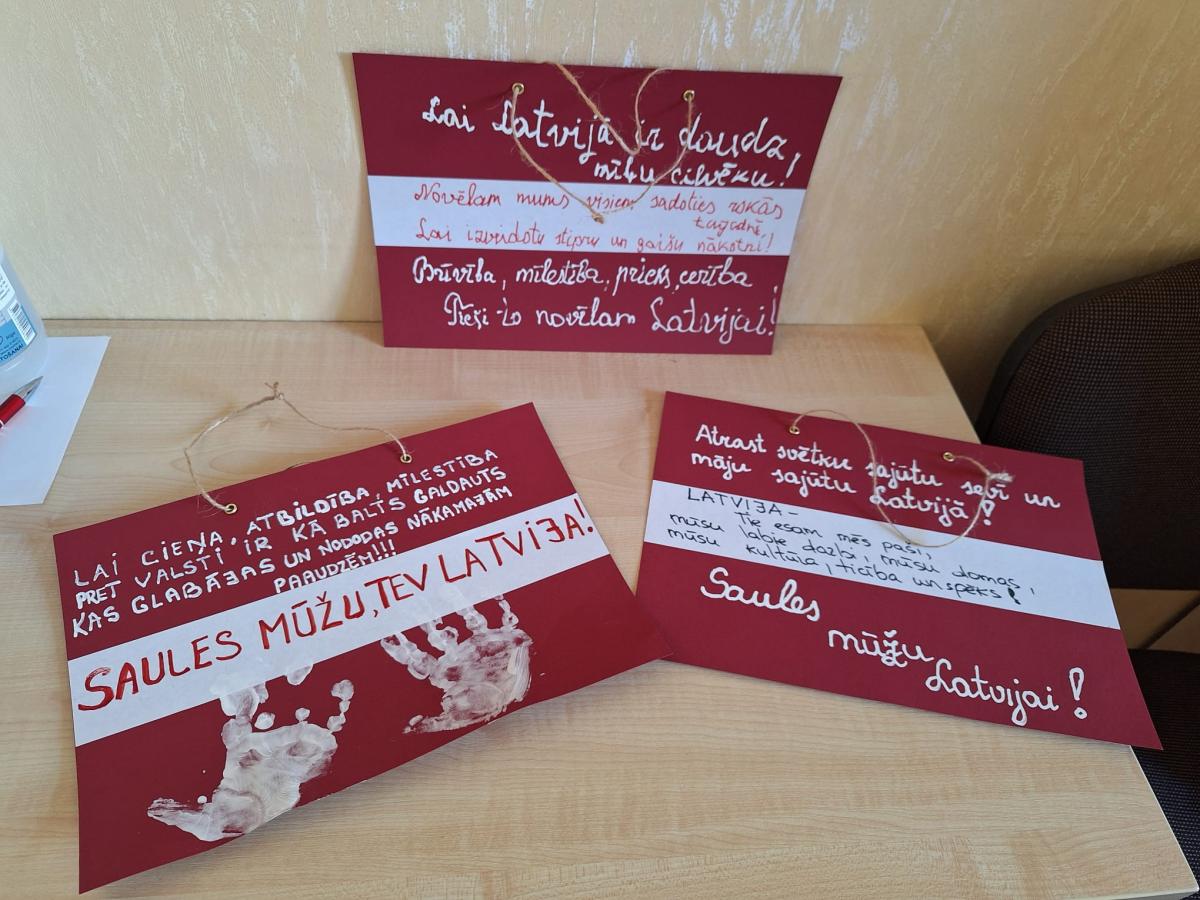 Lai Latvijā ir daudz
mīļu cilvēku!
Novēlam mums visiem sadoties rokās
tagadnē,
Lai izveidotu stipru un gaišu nākotni!
Brīvība, mīlestība, prieks, cerība
Tieši to novēlam Latvijai!
LAI CIEŅA, ATBILDĪBA, MĪLESTĪBA
PRET VALSTI IR KĀ BALTS GALDAUTS
KAS GLABĀJAS UN NODODAS NĀKAMAJĀM
PAAUDZĒM!!!
SAULES MŪŽU, TEV LATVIJA!
Atrast svētku sajūtu sevī un
māju sajūtu Latvijā!
LATVIJA -
Tie esam mēs paši,
mūsu labie darbi, mūsu domas,
mūsu kultūra, ticība un spēks!
Saules
mūžu
Latvijai!